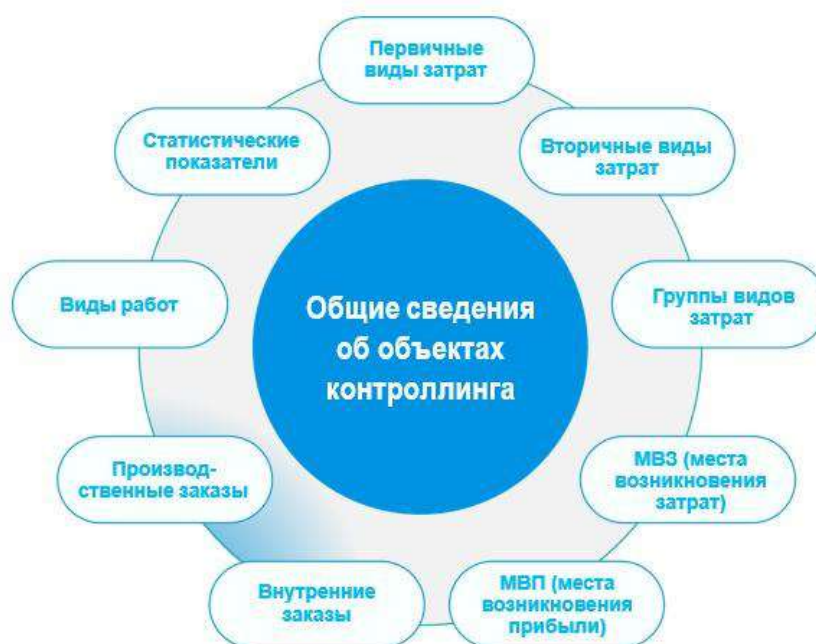 Первичные
виды затрат
Статистические
показатели
Вторичные виды
затрат
Виды работ
Группы видов
затрат
Общие сведения
об объектах
контроллинга
Производ-
ственные заказы
МВЗ (места
возникновения
затрат)
Внутренние
заказы
МВП (места
возникновения
прибыли)